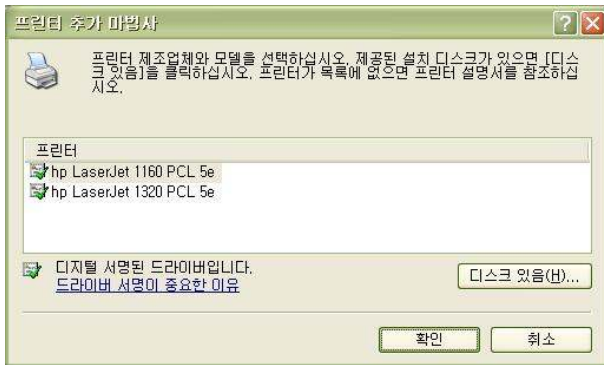 프린터 추가 마법사
프린터 제조업체와 모델을 선택하십시오. 제공된 설치 디스크가 있으면 [디스
크 있음]을 클릭하십시오. 프린터가 목록에 없으면 프린터 설명서를 참조하십
시오.
프린터
hp LaserJet 1160 PCL 5e
hp LaserJet 1320 PCL 5e
디지털 서명된 드라이버입니다.
드라이버 서명이 중요한 이유
디스크 있음(H)...
확인
취소